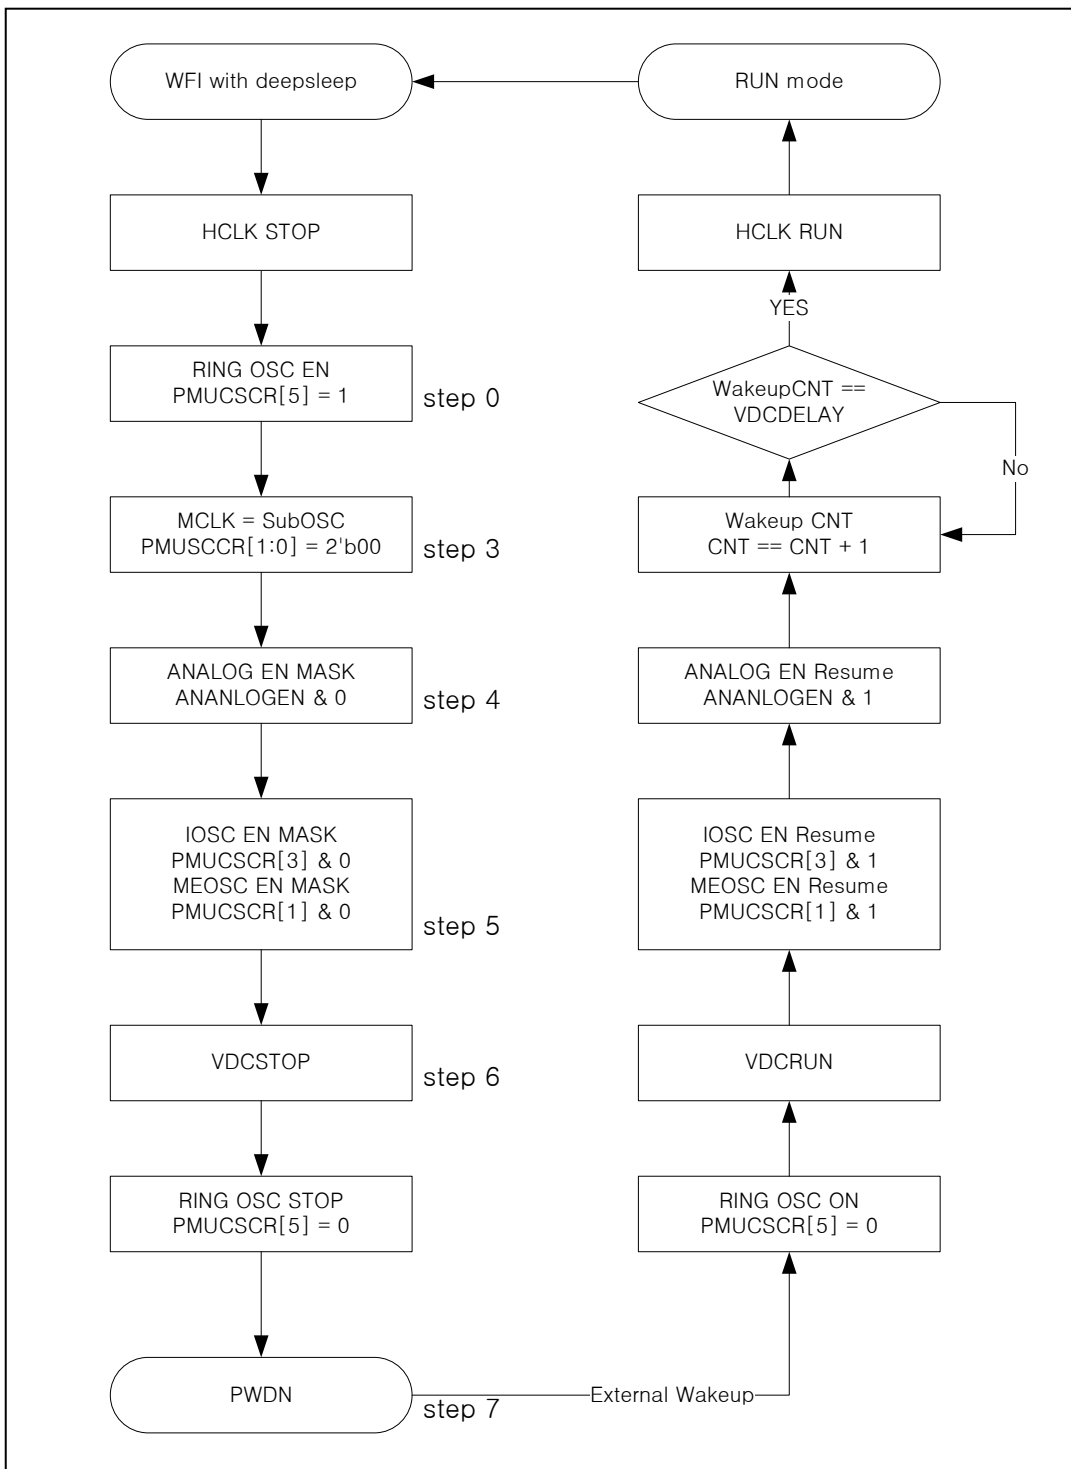 WFI with deepsleep
HCLK STOP
RING OSC EN
PMUCSCR[5] = 1
step 0
MCLK = SubOSC
PMUSCCR[1:0] = 2'b00
step 3
ANALOG EN MASK
ANANLOGEN & 0
step 4
IOSC EN MASK
PMUCSCR[3] & 0
MEOSC EN MASK
PMUCSCR[1] & 0
step 5
VDCSTOP
step 6
RING OSC STOP
PMUCSCR[5] = 0
PWDN
step 7
External Wakeup
RING OSC ON
PMUCSCR[5] = 0
VDCRUN
IOSC EN Resume
PMUCSCR[3] & 1
MEOSC EN Resume
PMUCSCR[1] & 1
ANALOG EN Resume
ANANLOGEN & 1
Wakeup CNT
CNT == CNT + 1
WakeupCNT ==
VDCDELAY
No
YES
HCLK RUN
RUN mode